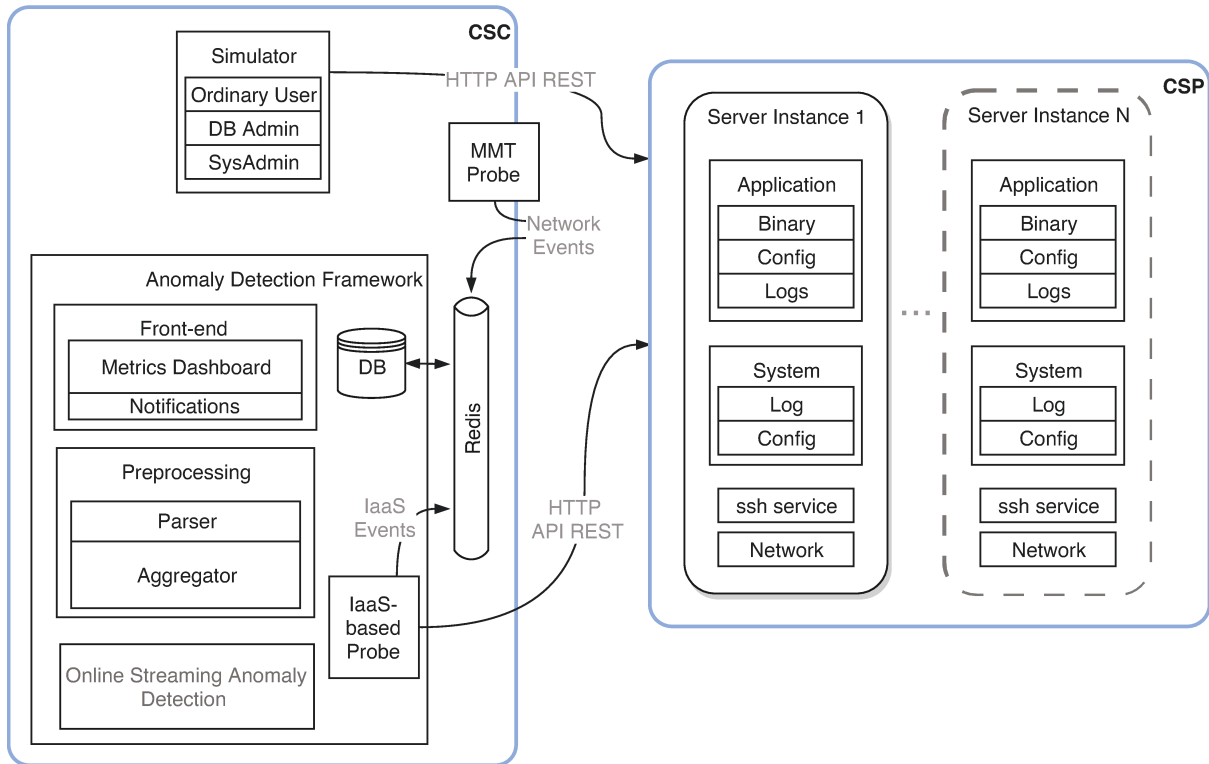 CSC
Simulator
Ordinary User
DB Admin
SysAdmin
HTTP API REST
MMT
Probe
Network
Events
Anomaly Detection Framework
Front-end
Metrics Dashboard
Notifications
DB
Redis
Preprocessing
Parser
Aggregator
IaaS
Events
IaaS-
based
Probe
Online Streaming Anomaly
Detection
HTTP
API REST
CSP
Server Instance 1
Application
Binary
Config
Logs
System
Log
Config
ssh service
Network
...
Server Instance N
Application
Binary
Config
Logs
System
Log
Config
ssh service
Network